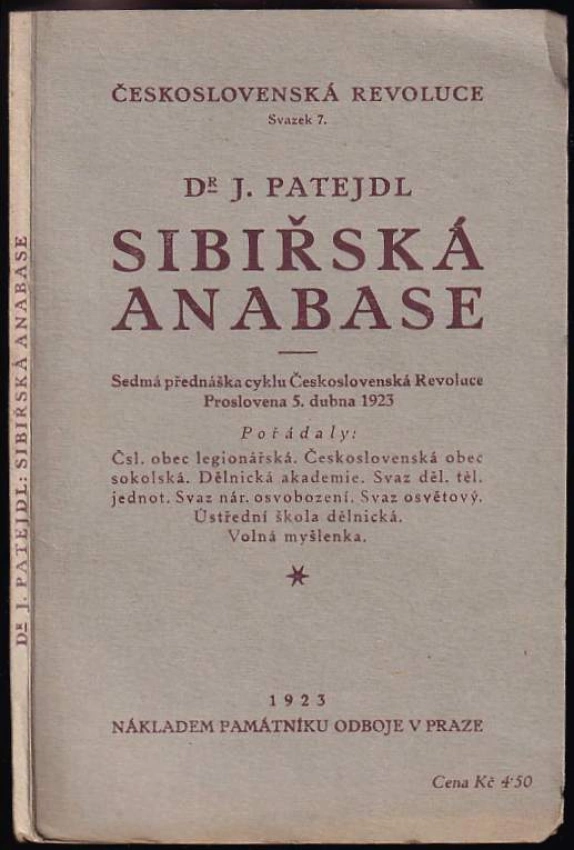 ČESKOSLOVENSKÁ REVOLUCE
Svazek 7.
DR J. PATEJDL
SIBIŘSKÁ
ANABASE
Sedmá přednáška cyklu Československá Revoluce
Proslovena 5. dubna 1923
Pořádaly:
Čsl. obec legionářská. Československá obec
sokolská. Dělnická akademie. Svaz děl. těl.
jednot. Svaz nár. osvobození. Svaz osvětový.
Ústřední škola dělnická.
Volná myšlenka.
1923
NÁKLADEM PAMÁTNÍKU ODBOJE V PRAZE
Cena Kč 4·50
DR J. PATEJDL: SIBIŘSKÁ ANABASE